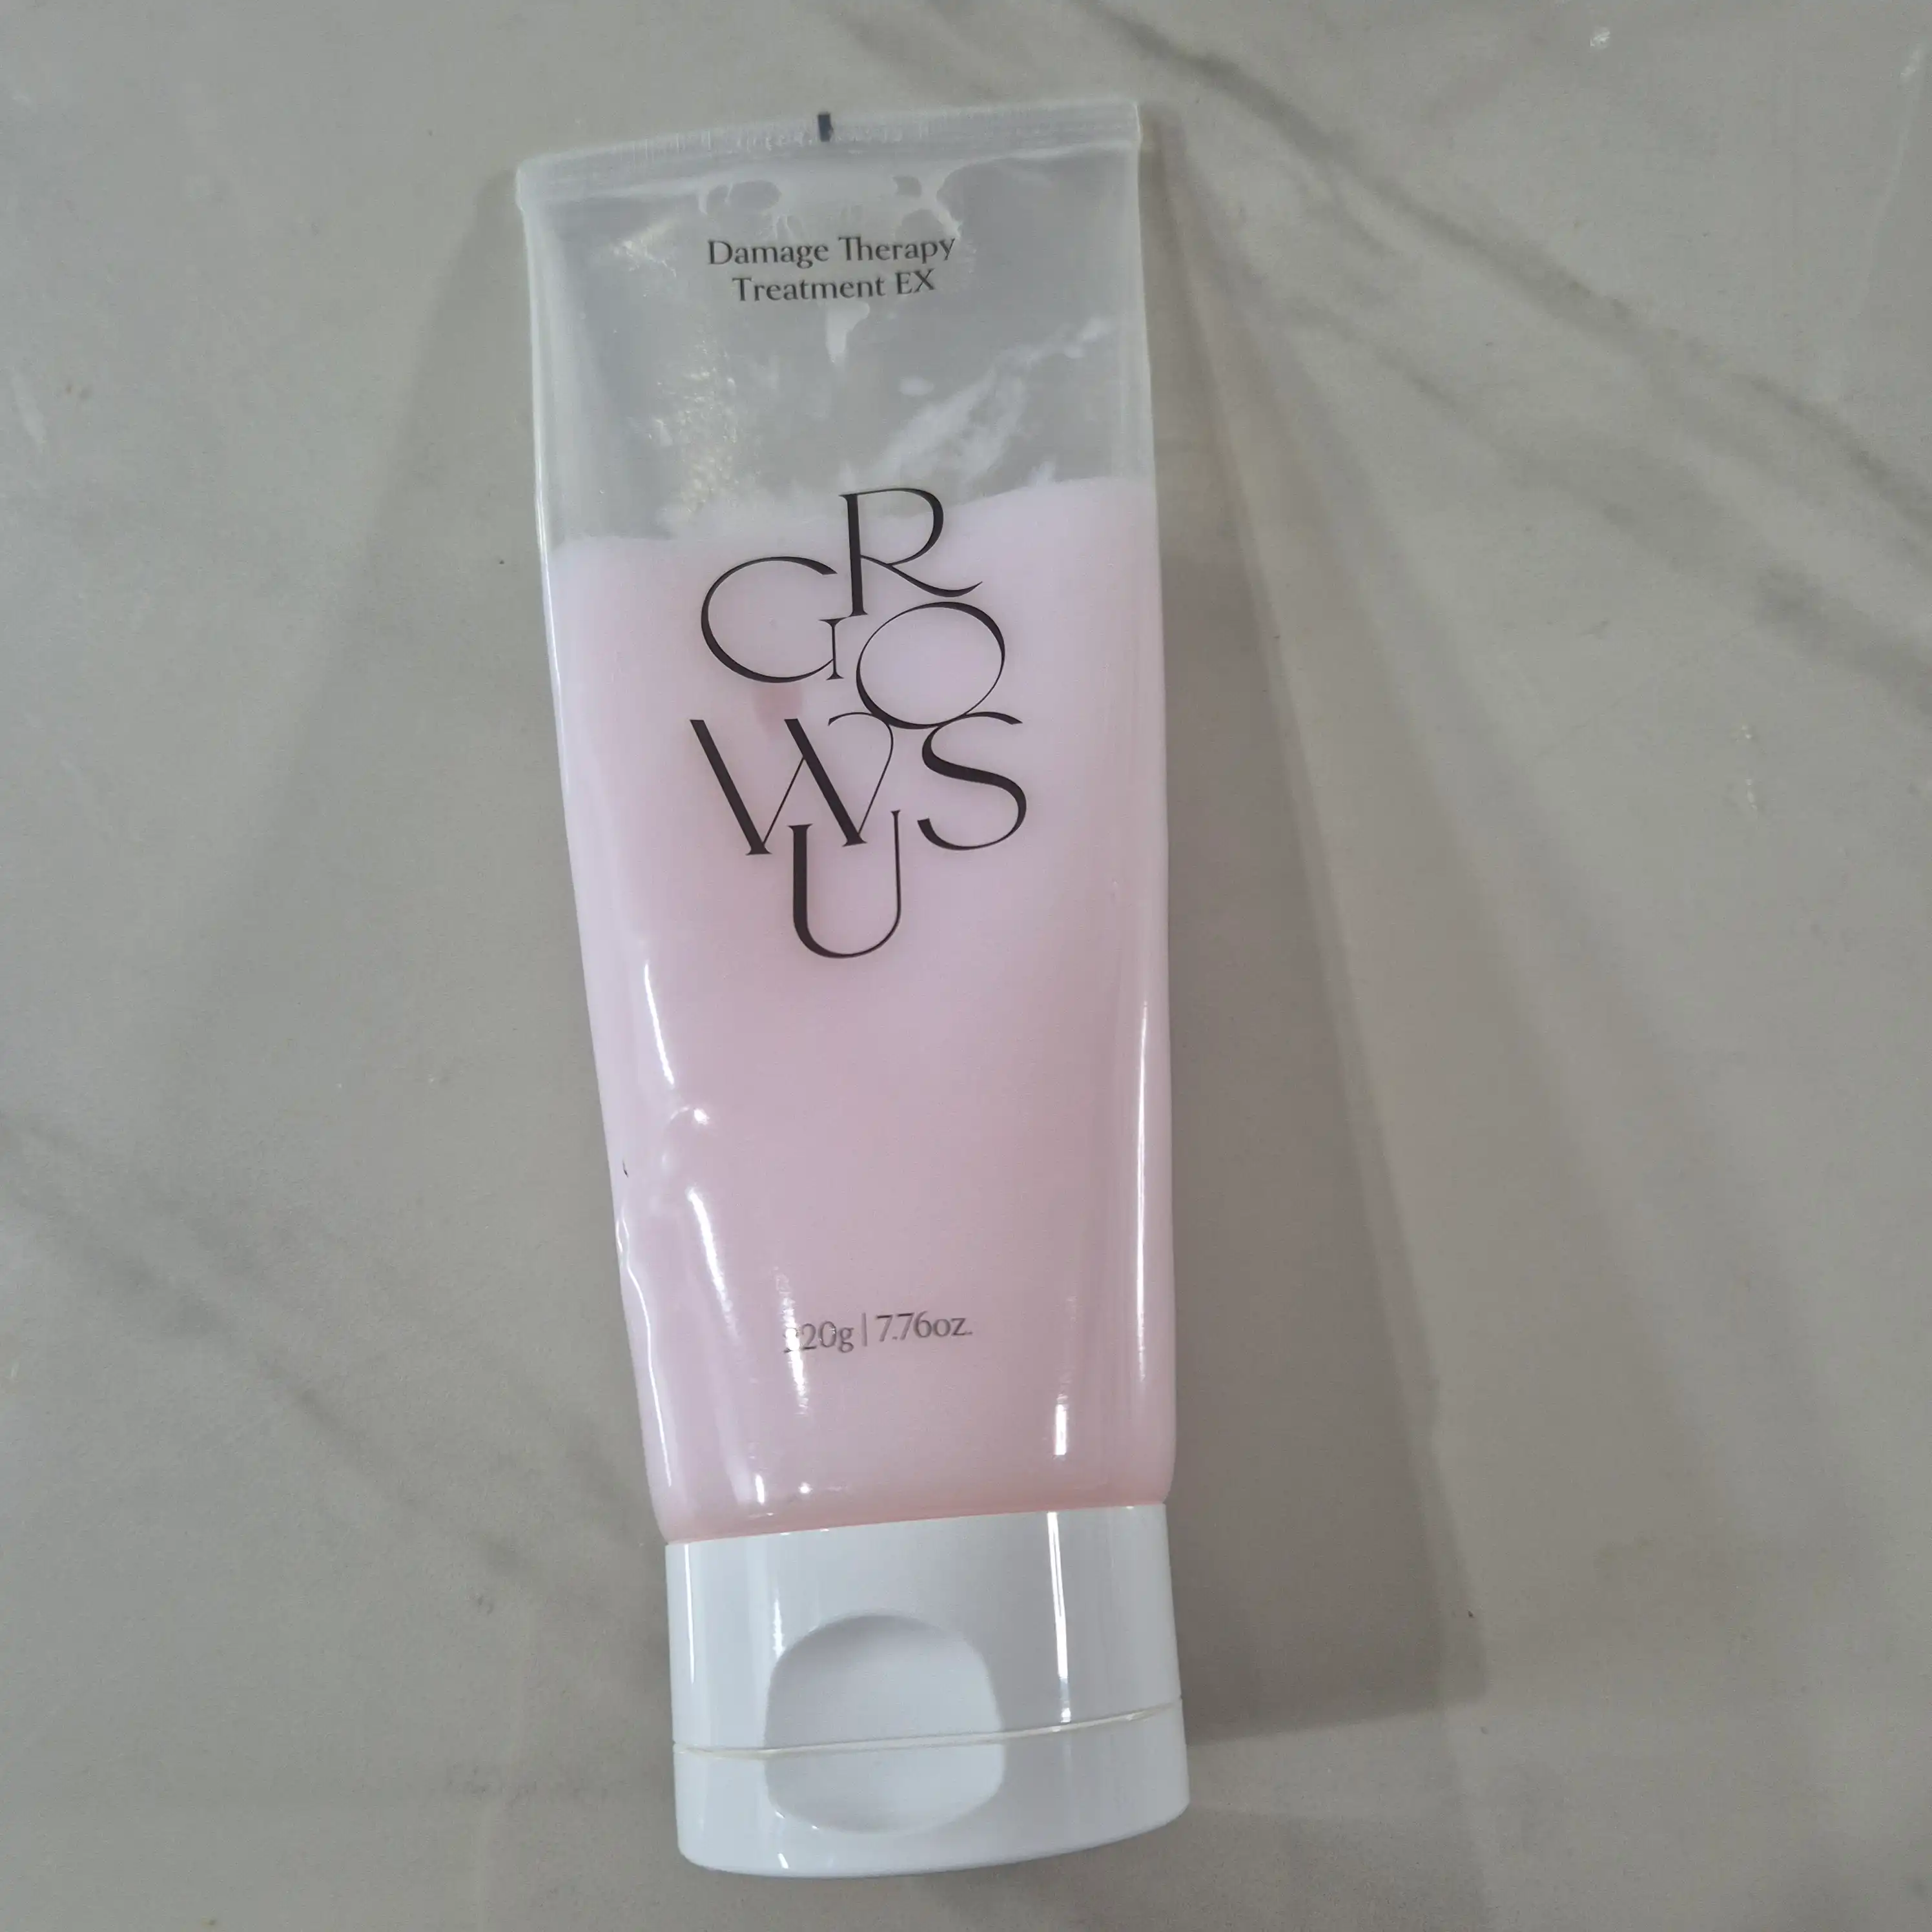 Damage Therapy
Treatment EX
GROWUS
220g | 7.76oz.